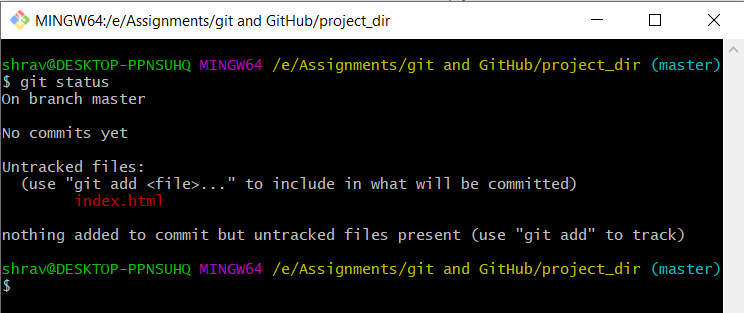 MINGW64:/e/Assignments/git and GitHub/project_dir
shrav@DESKTOP-PPNSUHQ MINGW64 /e/Assignments/git and GitHub/project_dir (master)
$ git status
On branch master
No commits yet
Untracked files:
  (use "git add <file>..." to include in what will be committed)
        index.html
nothing added to commit but untracked files present (use "git add" to track)
shrav@DESKTOP-PPNSUHQ MINGW64 /e/Assignments/git and GitHub/project_dir (master)
$